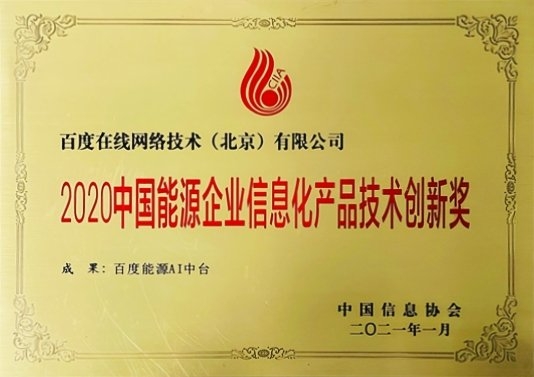 CIIA
百度在线网络技术（北京）有限公司
2020中国能源企业信息化产品技术创新奖
成 果：百度能源AI中台
中国信息协会
二〇二一年一月